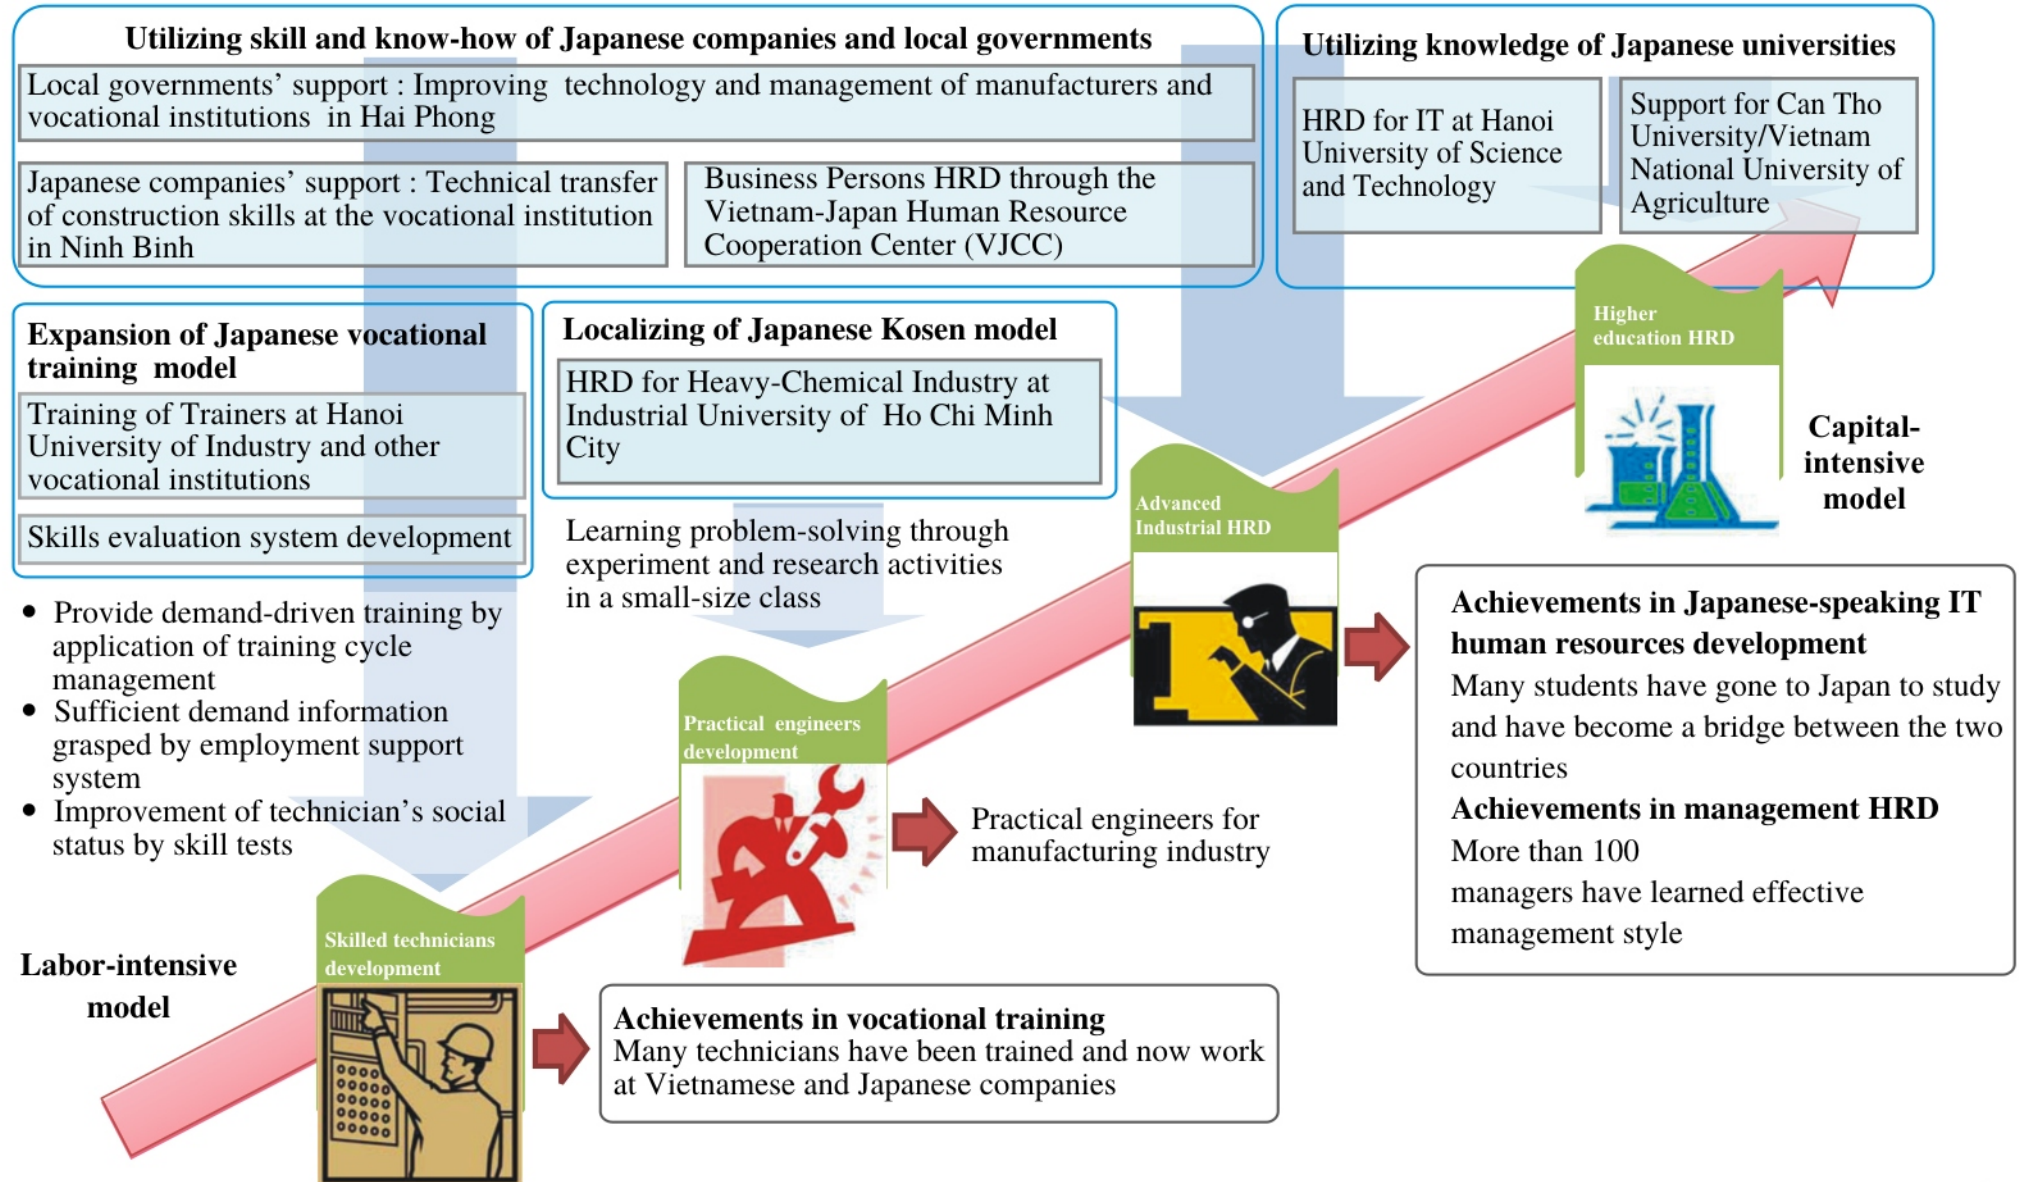 Utilizing skill and know-how of Japanese companies and local governments
Local governments' support : Improving technology and management of manufacturers and
vocational institutions in Hai Phong
Japanese companies' support : Technical transfer
of construction skills at the vocational institution
in Ninh Binh
Business Persons HRD through the
Vietnam-Japan Human Resource
Cooperation Center (VJCC)
Utilizing knowledge of Japanese universities
HRD for IT at Hanoi
University of Science
and Technology
Support for Can Tho
University/Vietnam
National University of
Agriculture
Expansion of Japanese vocational
training model
Training of Trainers at Hanoi
University of Industry and other
vocational institutions
Skills evaluation system development
Localizing of Japanese Kosen model
HRD for Heavy-Chemical Industry at
Industrial University of Ho Chi Minh
City
Learning problem-solving through
experiment and research activities
in a small-size class
• Provide demand-driven training by
application of training cycle
management
• Sufficient demand information
grasped by employment support
system
• Improvement of technician's social
status by skill tests
Higher
education HRD
Capital-
intensive
model
Advanced
Industrial HRD
Achievements in Japanese-speaking IT
human resources development
Many students have gone to Japan to study
and have become a bridge between the two
countries
Achievements in management HRD
More than 100
managers have learned effective
management style
Practical engineers
development
Practical engineers for
manufacturing industry
Skilled technicians
development
Labor-intensive
model
Achievements in vocational training
Many technicians have been trained and now work
at Vietnamese and Japanese companies